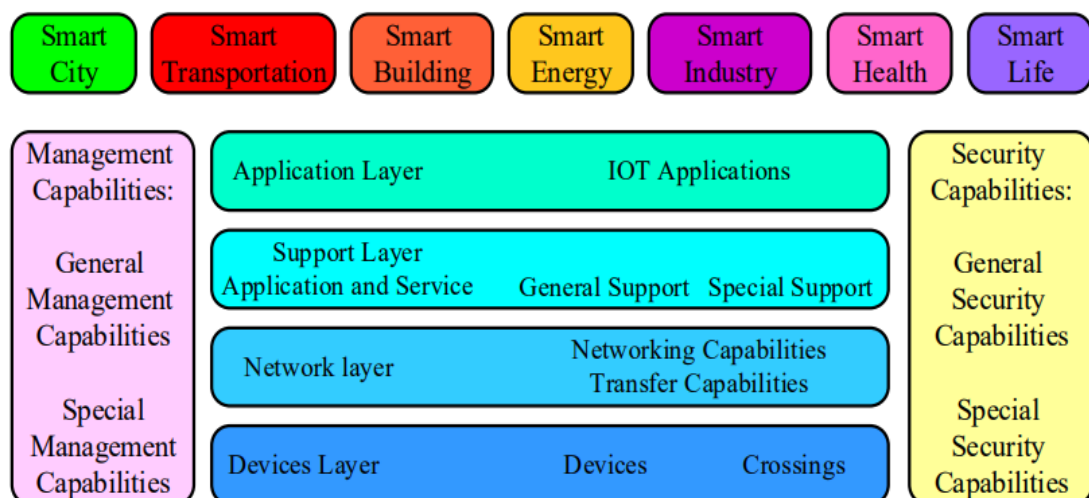 Smart
City
Smart
Transportation
Smart
Building
Smart
Energy
Smart
Industry
Smart
Health
Smart
Life
Management
Capabilities:
General
Management
Capabilities
Special
Management
Capabilities
Application Layer
IOT Applications
Support Layer
Application and Service
General Support
Special Support
Network layer
Networking Capabilities
Transfer Capabilities
Devices Layer
Devices
Crossings
Security
Capabilities:
General
Security
Capabilities
Special
Security
Capabilities